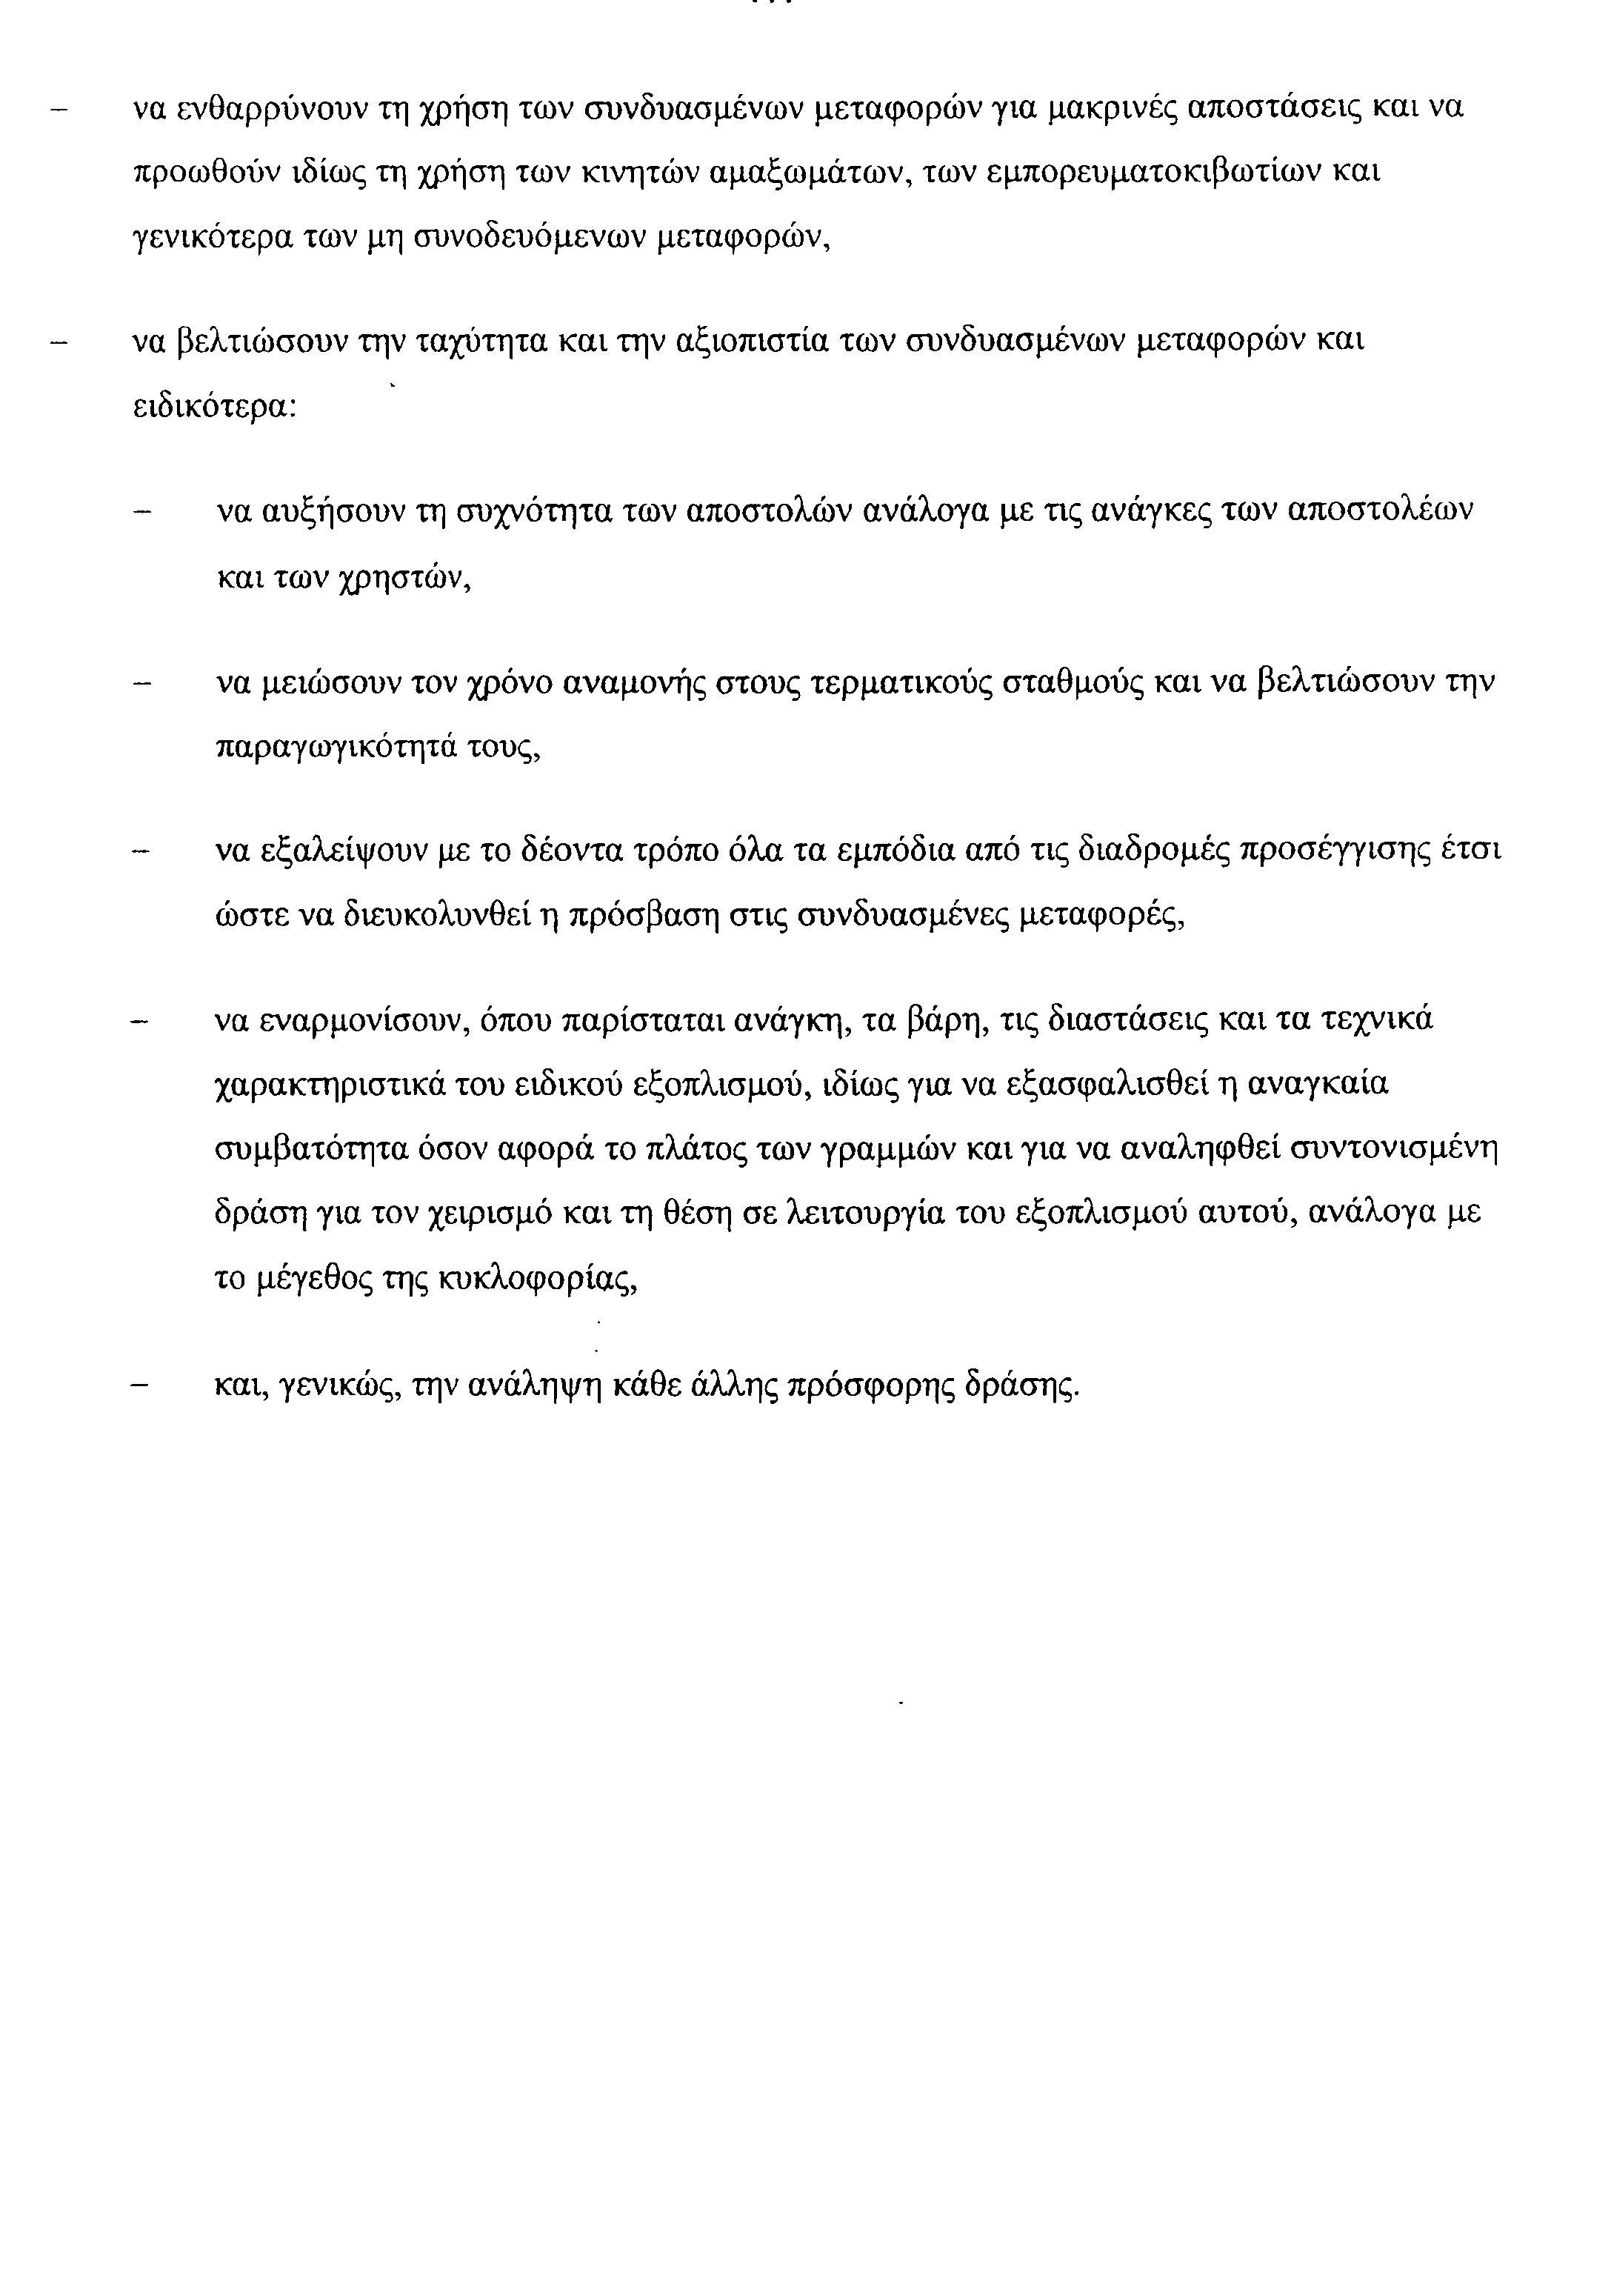 – να ενθαρρύνουν τη χρήση των συνδυασμένων μεταφορών για μακρινές αποστάσεις και να
προωθούν ιδίως τη χρήση των κινητών αμαξωμάτων, των εμπορευματοκιβωτίων και
γενικότερα των μη συνοδευόμενων μεταφορών,
– να βελτιώσουν την ταχύτητα και την αξιοπιστία των συνδυασμένων μεταφορών και
ειδικότερα:
– να αυξήσουν τη συχνότητα των αποστολών ανάλογα με τις ανάγκες των αποστολέων
και των χρηστών,
– να μειώσουν τον χρόνο αναμονής στους τερματικούς σταθμούς και να βελτιώσουν την
παραγωγικότητά τους,
– να εξαλείψουν με το δέοντα τρόπο όλα τα εμπόδια από τις διαδρομές προσέγγισης έτσι
ώστε να διευκολυνθεί η πρόσβαση στις συνδυασμένες μεταφορές,
– να εναρμονίσουν, όπου παρίσταται ανάγκη, τα βάρη, τις διαστάσεις και τα τεχνικά
χαρακτηριστικά του ειδικού εξοπλισμού, ιδίως για να εξασφαλισθεί η αναγκαία
συμβατότητα όσον αφορά το πλάτος των γραμμών και για να αναληφθεί συντονισμένη
δράση για τον χειρισμό και τη θέση σε λειτουργία του εξοπλισμού αυτού, ανάλογα με
το μέγεθος της κυκλοφορίας,
– και, γενικώς, την ανάληψη κάθε άλλης πρόσφορης δράσης.